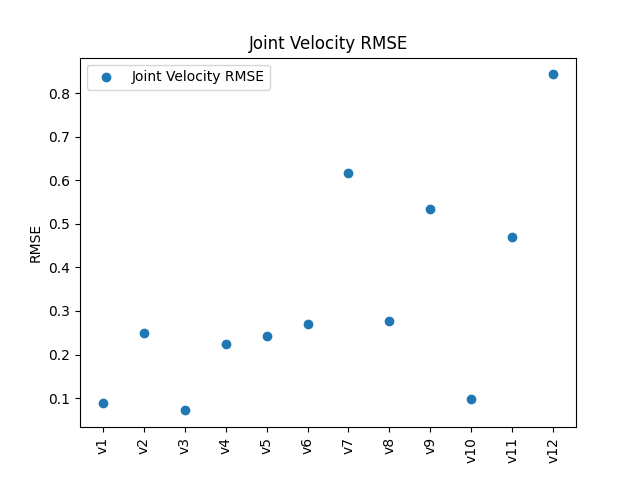 Joint Velocity RMSE
Joint Velocity RMSE
RMSE
0.8
0.7
0.6
0.5
0.4
0.3
0.2
0.1
v1
v2
v3
v4
v5
v6
v7
v8
v9
v10
v11
v12